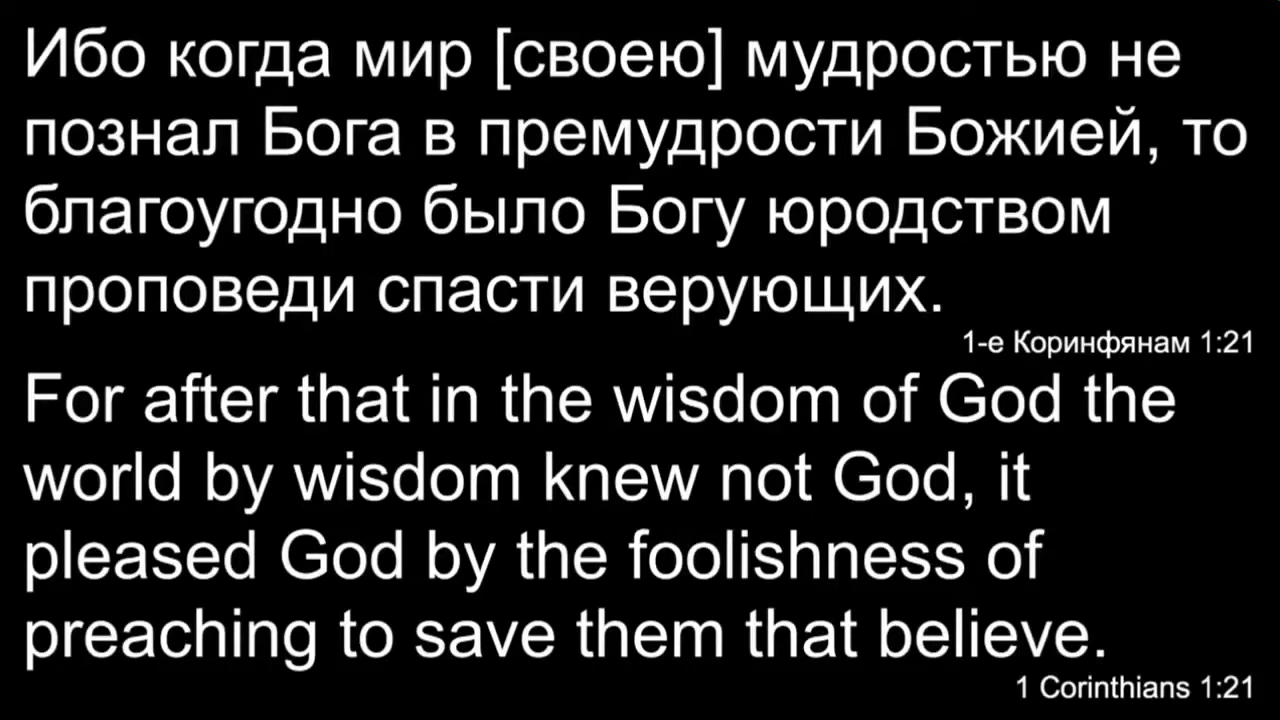 Ибо когда мир [своею] мудростью не
познал Бога в премудрости Божией, то
благоугодно было Богу юродством
проповеди спасти верующих.
1-е Коринфянам 1:21
For after that in the wisdom of God the
world by wisdom knew not God, it
pleased God by the foolishness of
preaching to save them that believe.
1 Corinthians 1:21